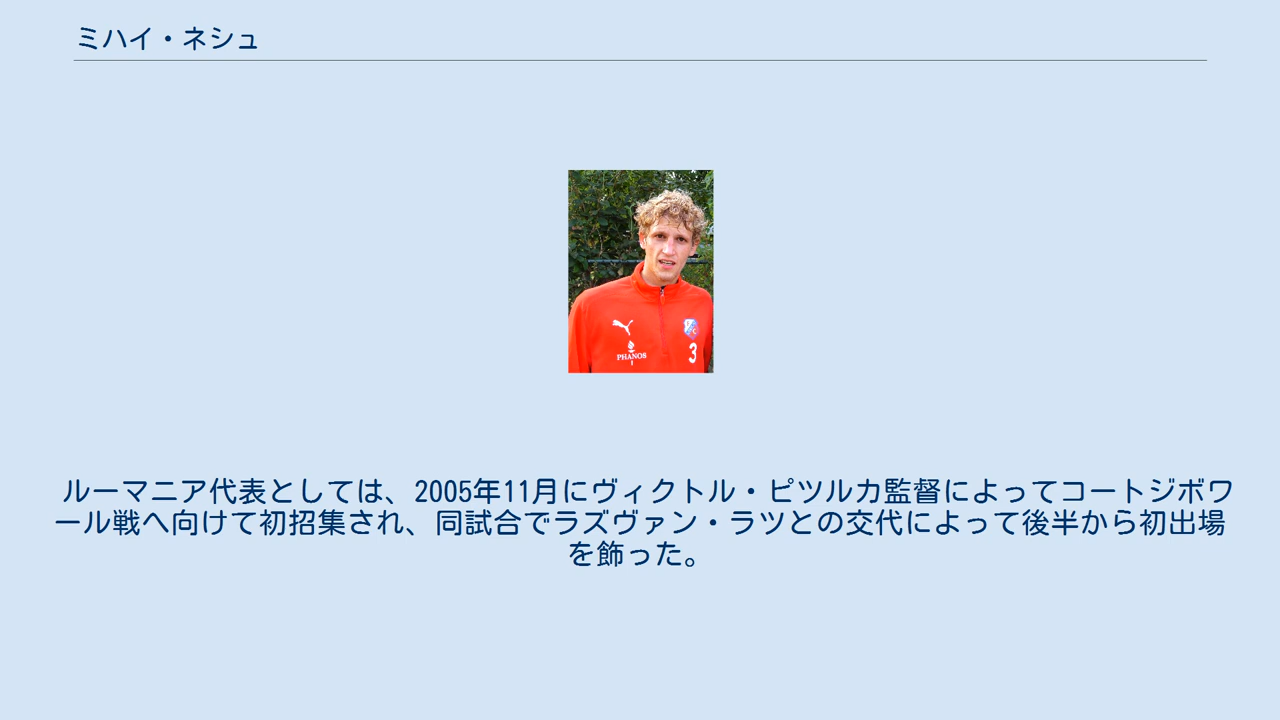 ミハイ・ネシュ
PHANOS
3
ルーマニア代表としては、2005年11月にヴィクトル・ピツルカ監督によってコートジボワ
ール戦へ向けて初招集され、同試合でラズヴァン・ラツとの交代によって後半から初出場
を飾った。